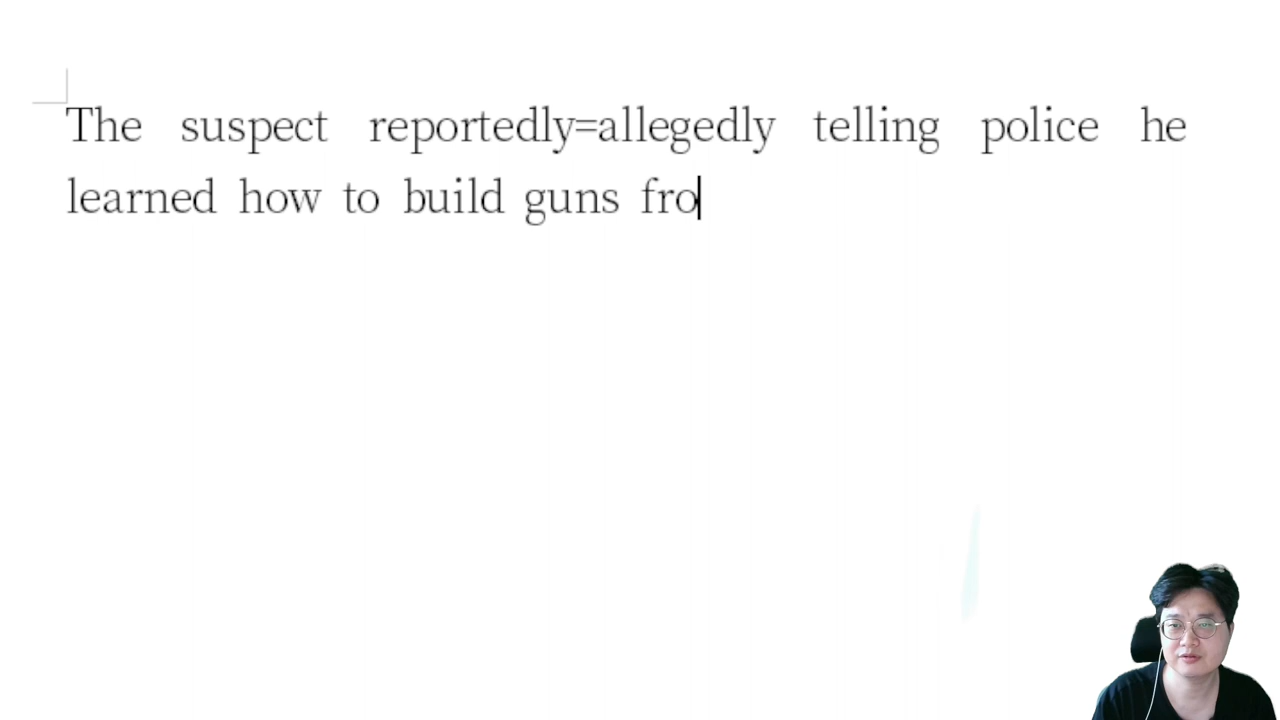 The suspect reportedly=allegedly telling police he
learned how to build guns fro